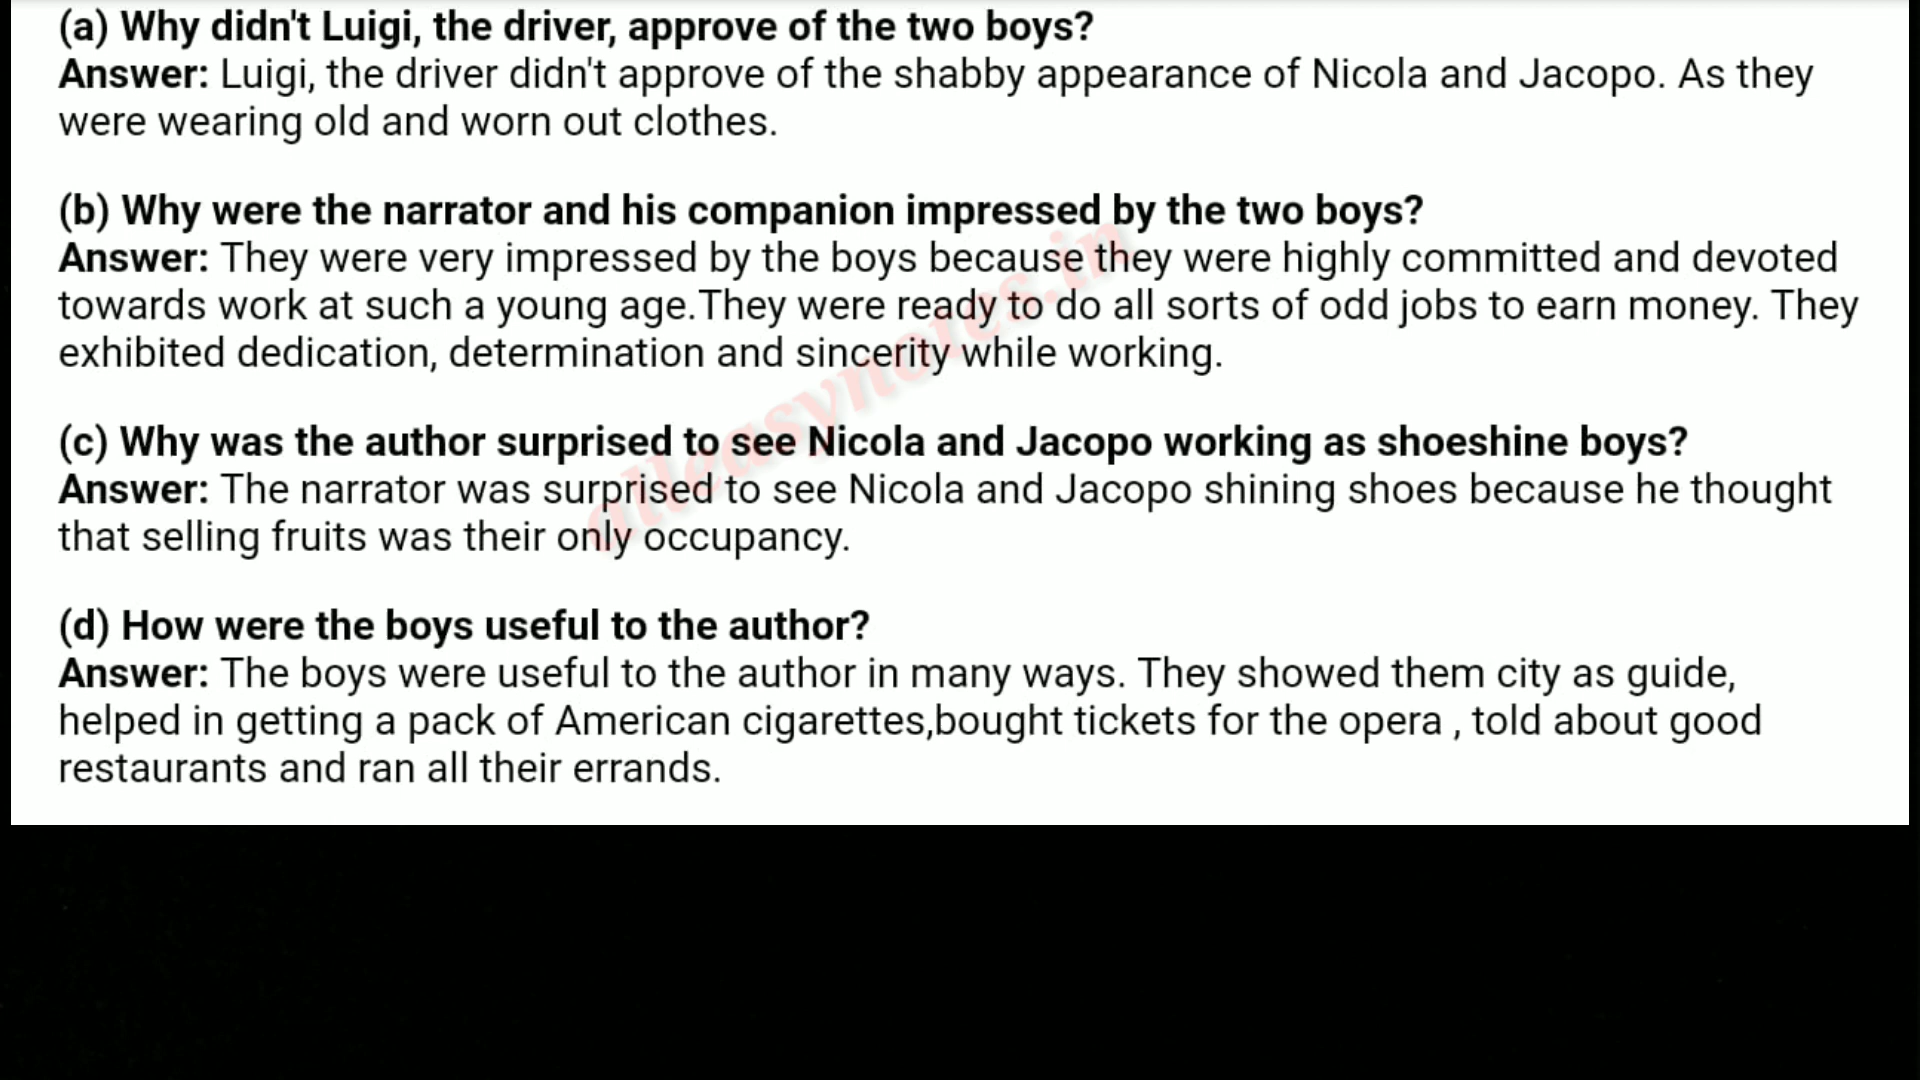 (a) Why didn't Luigi, the driver, approve of the two boys?
Answer: Luigi, the driver didn't approve of the shabby appearance of Nicola and Jacopo. As they
were wearing old and worn out clothes.
(b) Why were the narrator and his companion impressed by the two boys?
Answer: They were very impressed by the boys because they were highly committed and devoted
towards work at such a young age.They were ready to do all sorts of odd jobs to earn money. They
exhibited dedication, determination and sincerity while working.
(c) Why was the author surprised to see Nicola and Jacopo working as shoeshine boys?
Answer: The narrator was surprised to see Nicola and Jacopo shining shoes because he thought
that selling fruits was their only occupancy.
(d) How were the boys useful to the author?
Answer: The boys were useful to the author in many ways. They showed them city as guide,
helped in getting a pack of American cigarettes,bought tickets for the opera , told about good
restaurants and ran all their errands.
alleasynotes.in